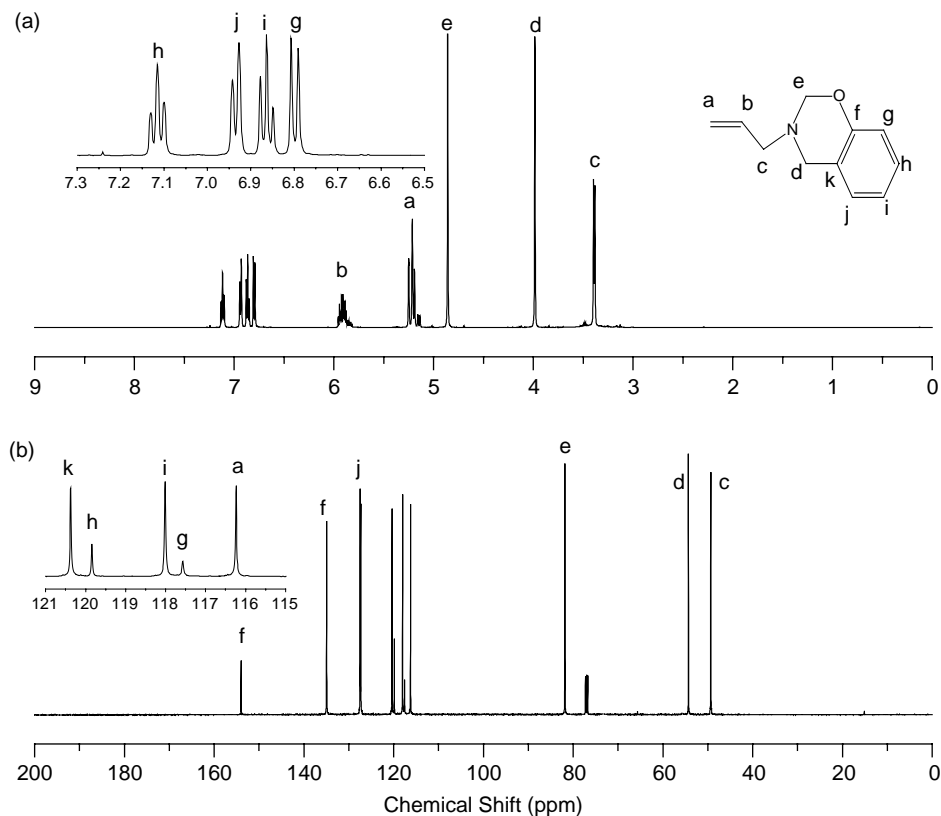 (a)
h
j
i
g
7.3 7.2 7.1 7.0 6.9 6.8 6.7 6.6 6.5
e
d
c
a
b
9 8 7 6 5 4 3 2 1 0
a
b
c
N
d
e
O
f
g
h
i
j
k
(b)
k
h
i
g
a
121 120 119 118 117 116 115
f
f
j
e
d
c
200 180 160 140 120 100 80 60 40 20 0
Chemical Shift (ppm)